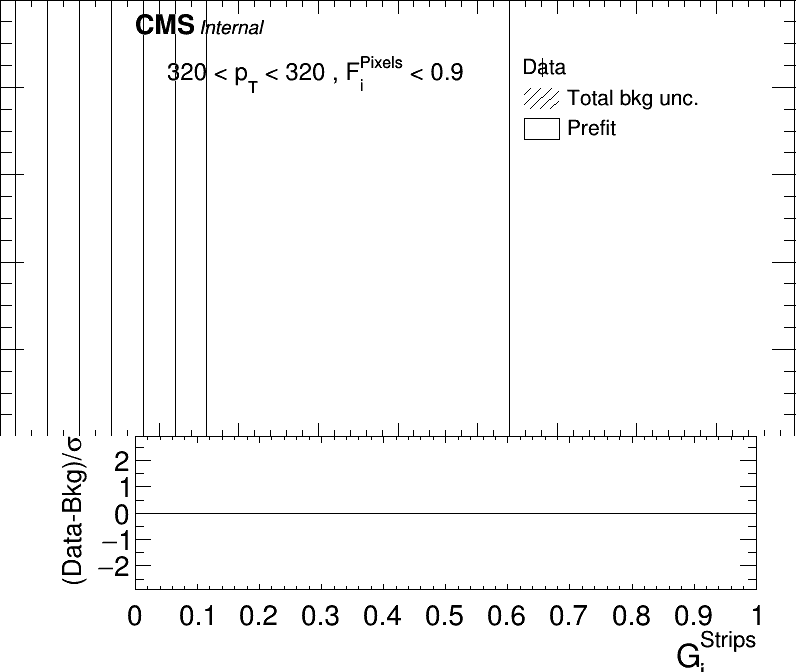 CMS Internal
320 < p_T < 320 , F_i^Pixels < 0.9
Data
Total bkg unc.
Prefit
(Data-Bkg)/σ
2
1
0
−1
−2
0 0.1 0.2 0.3 0.4 0.5 0.6 0.7 0.8 0.9 1
G_i^Strips